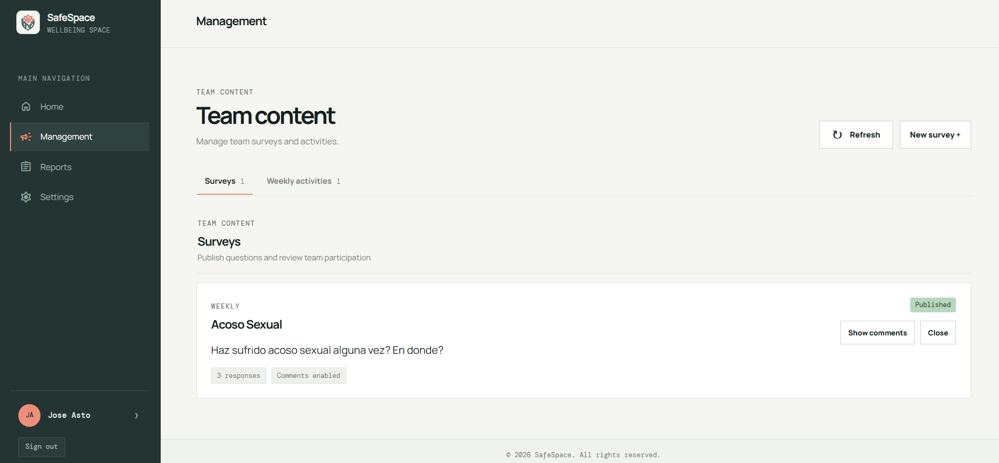 SafeSpace
WELLBEING SPACE
MAIN NAVIGATION
Home
Management
Reports
Settings
JA
Jose Asto
Sign out
Management
TEAM CONTENT
Team content
Manage team surveys and activities.
Refresh
New survey +
Surveys 1
Weekly activities 1
TEAM CONTENT
Surveys
Publish questions and review team participation.
WEEKLY
Published
Acoso Sexual
Show comments
Close
Haz sufrido acoso sexual alguna vez? En donde?
3 responses
Comments enabled
© 2026 SafeSpace. All rights reserved.